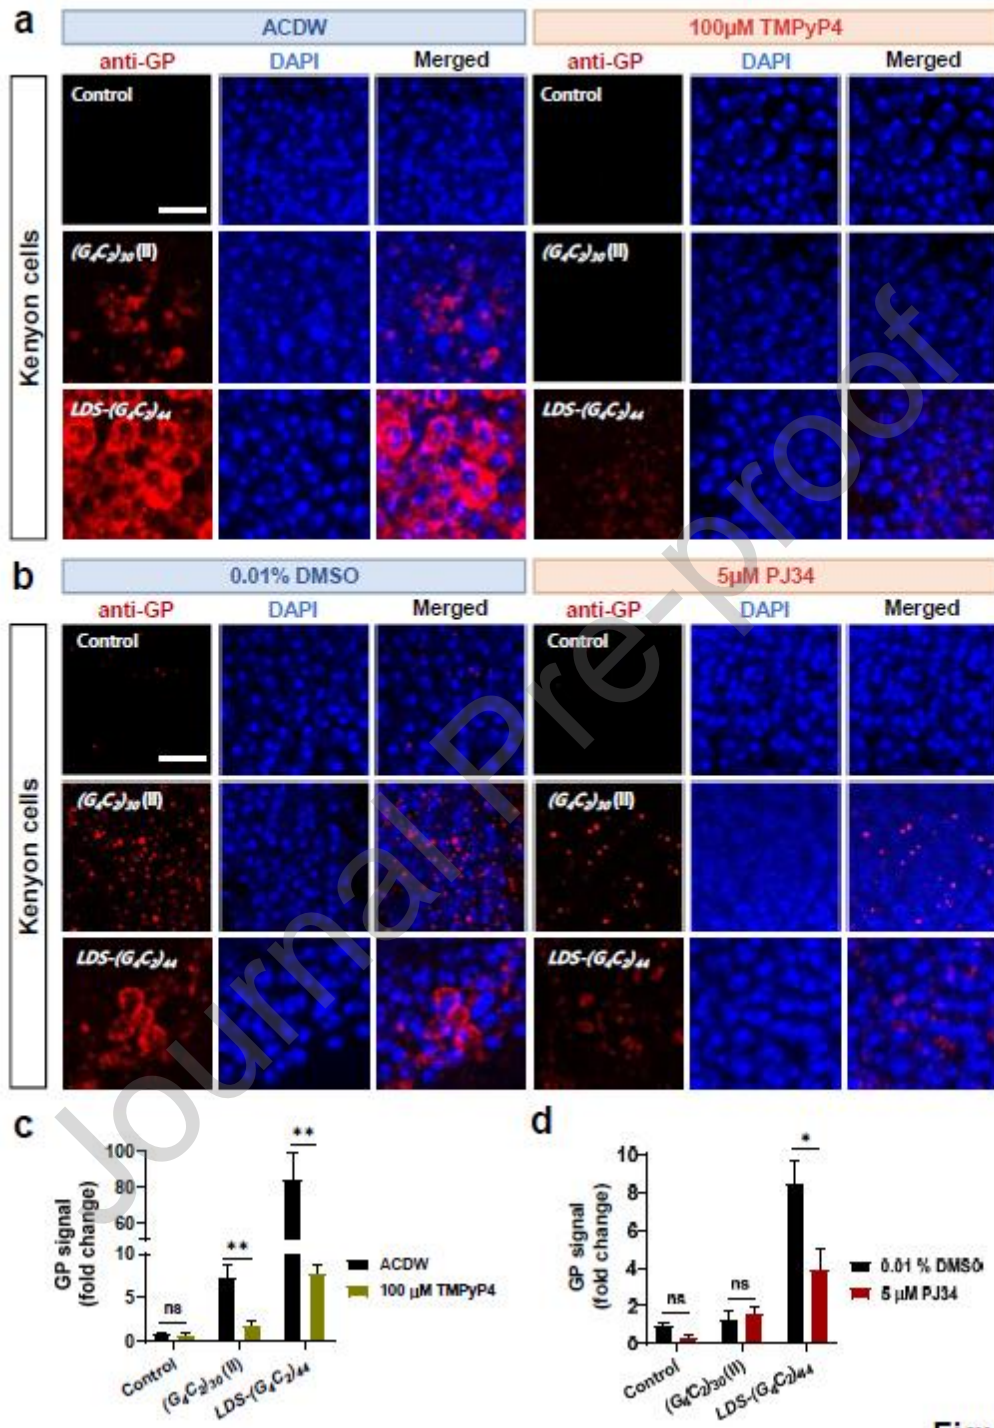 a
ACDW 100μM TMPyP4
anti-GP DAPI Merged anti-GP DAPI Merged
Kenyon cells
Control Control
(G4C2)30 (II) (G4C2)30 (II)
LDS-(G4C2)44 LDS-(G4C2)44
b
0.01% DMSO 5μM PJ34
anti-GP DAPI Merged anti-GP DAPI Merged
Kenyon cells
Control Control
(G4C2)30 (II) (G4C2)30 (II)
LDS-(G4C2)44 LDS-(G4C2)44
Journal Pre-proof
c
GP signal
(fold change)
100
80
60
10
5
0
ns ** **
Control (G4C2)30 (II) LDS-(G4C2)44
ACDW
100 μM TMPyP4
d
GP signal
(fold change)
10
8
6
4
2
0
ns ns *
Control (G4C2)30 (II) LDS-(G4C2)44
0.01 % DMSO
5 μM PJ34